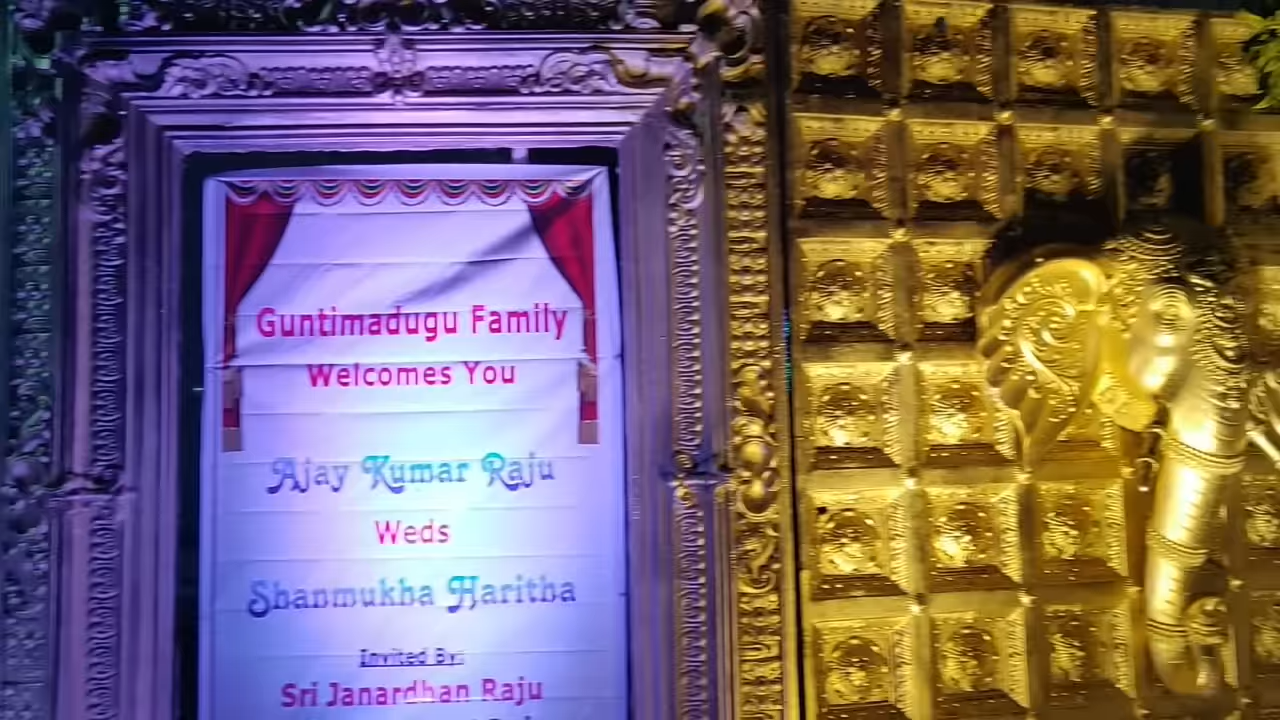 Guntimadugu Family
Welcomes You
Ajay Kumar Raju
Weds
Shanmukha Haritha
Invited By:
Sri Janardhan Raju